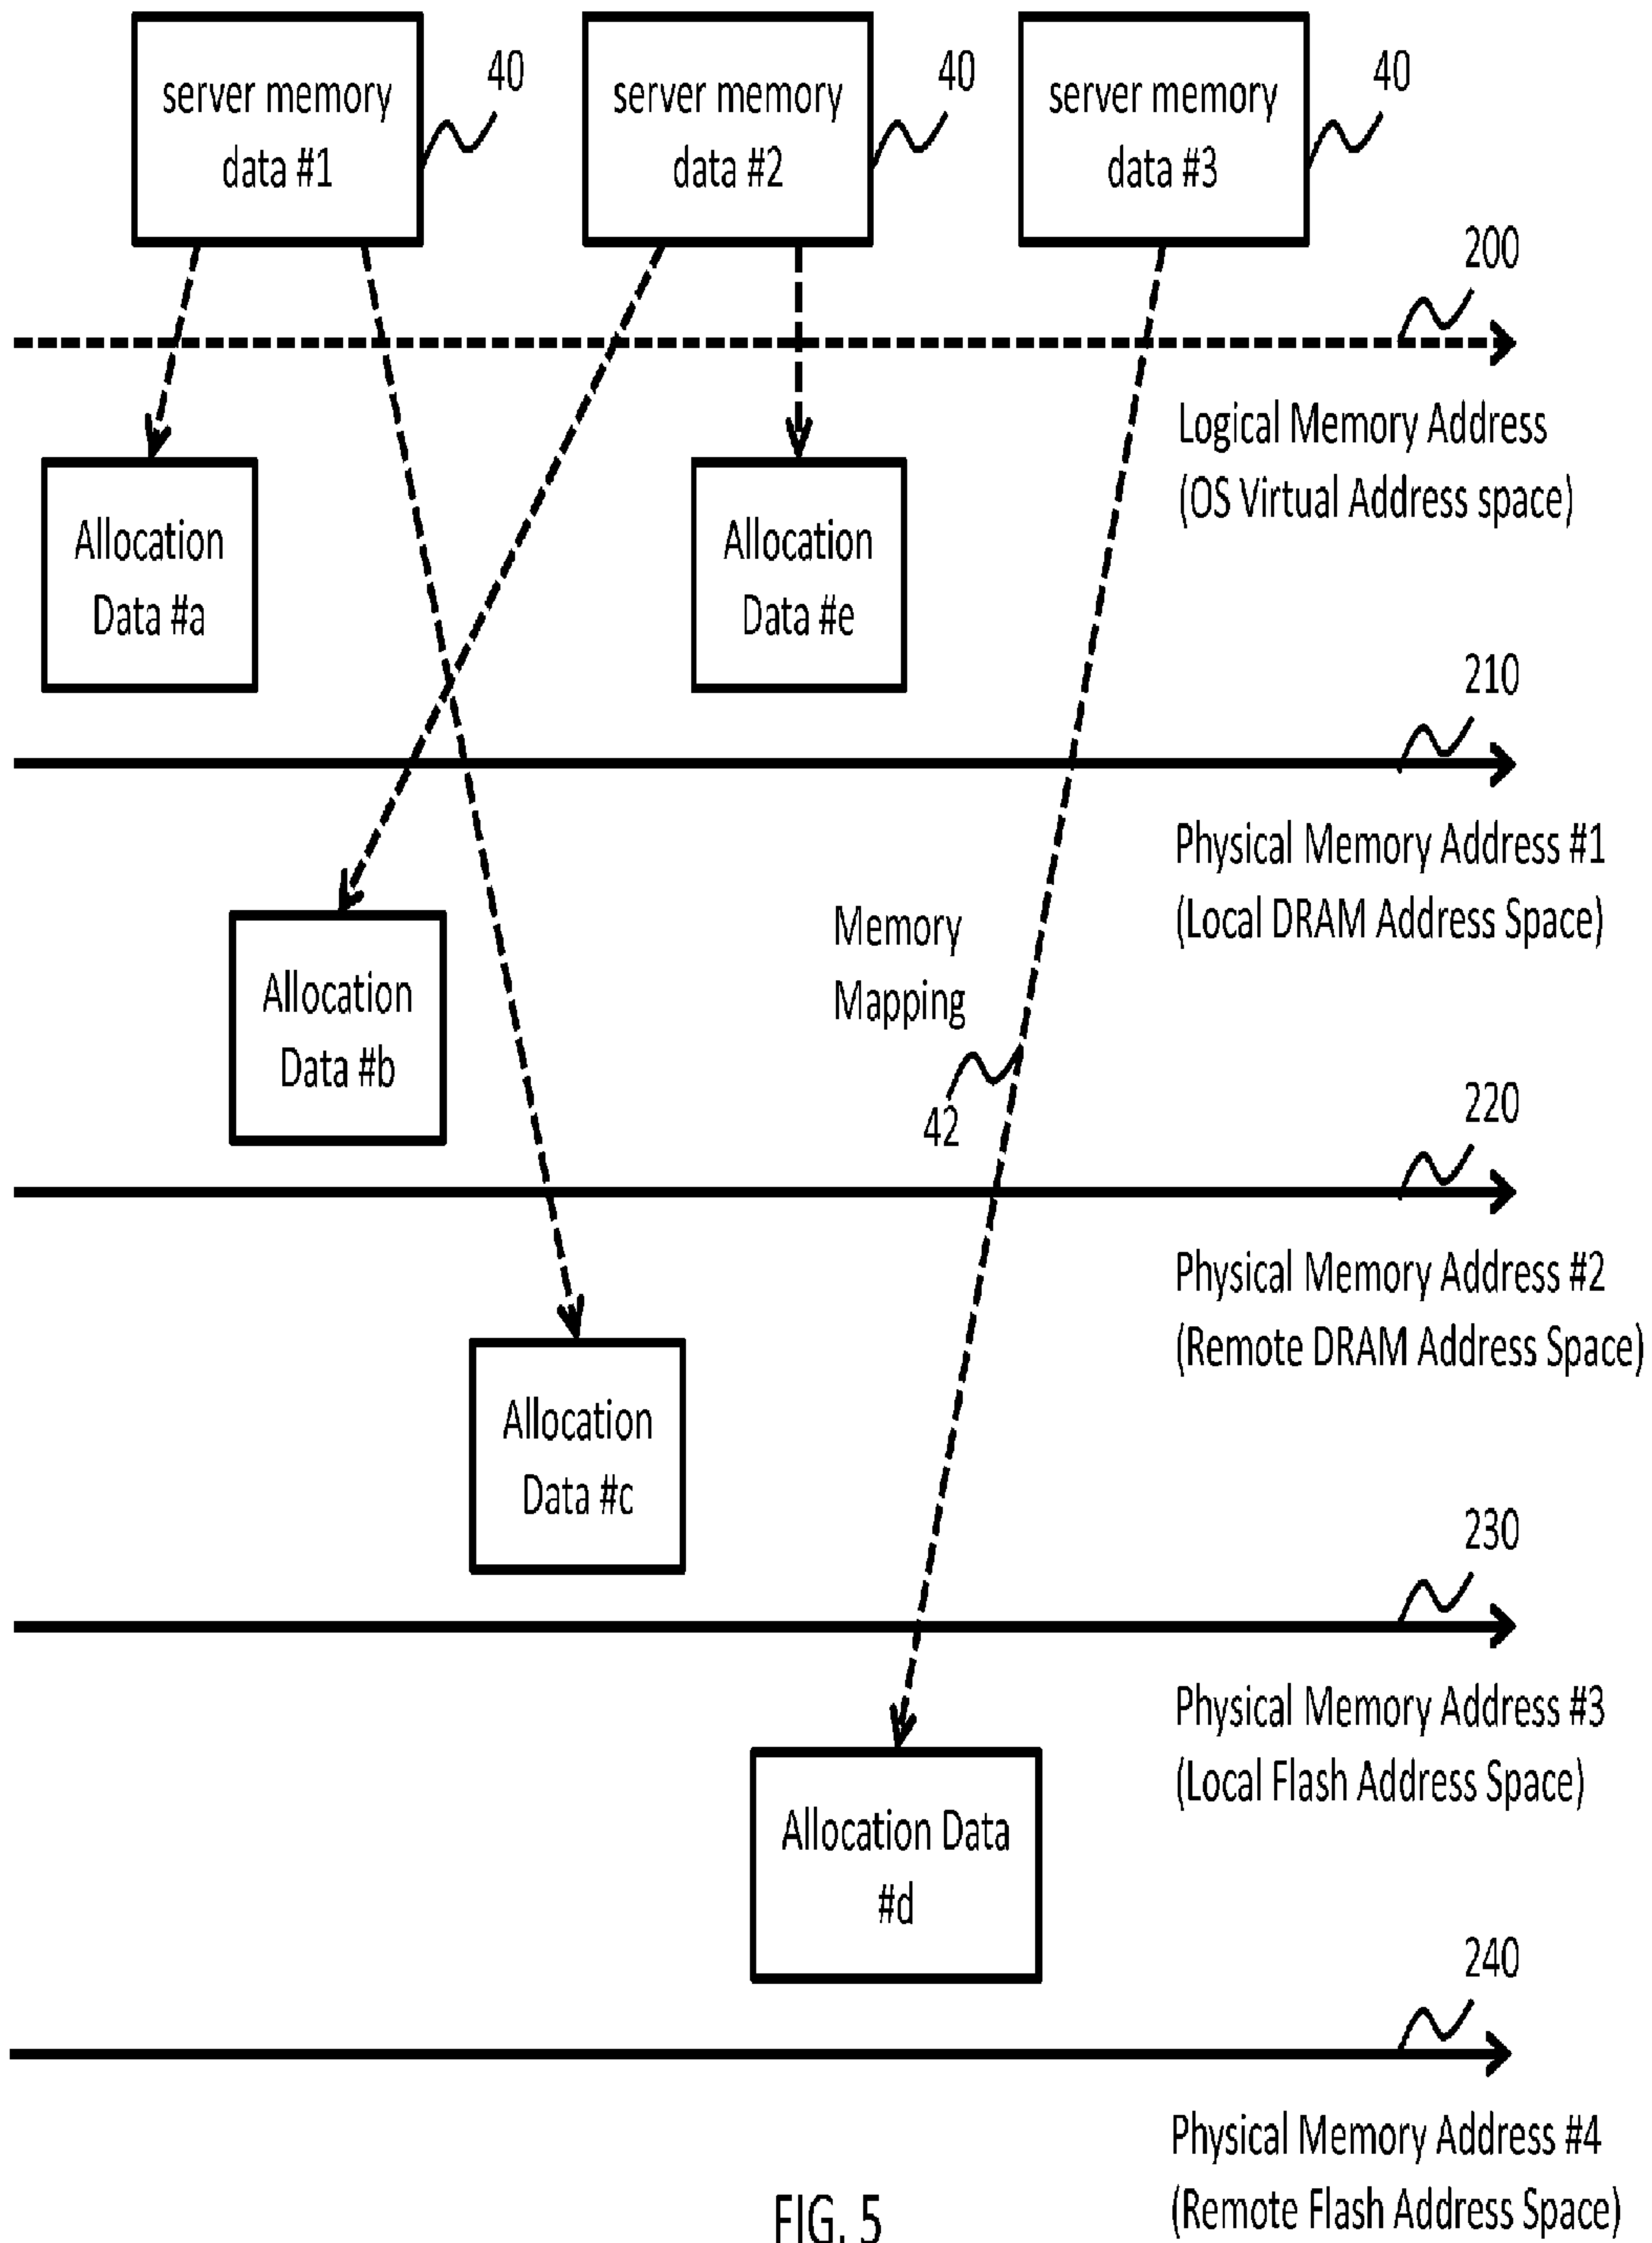 server memory
data #1
40
server memory
data #2
40
server memory
data #3
40
200
Logical Memory Address
(OS Virtual Address space)
Allocation
Data #a
Allocation
Data #e
210
Physical Memory Address #1
(Local DRAM Address Space)
Memory
Mapping
42
Allocation
Data #b
220
Physical Memory Address #2
(Remote DRAM Address Space)
Allocation
Data #c
230
Physical Memory Address #3
(Local Flash Address Space)
Allocation Data
#d
240
Physical Memory Address #4
(Remote Flash Address Space)
FIG. 5